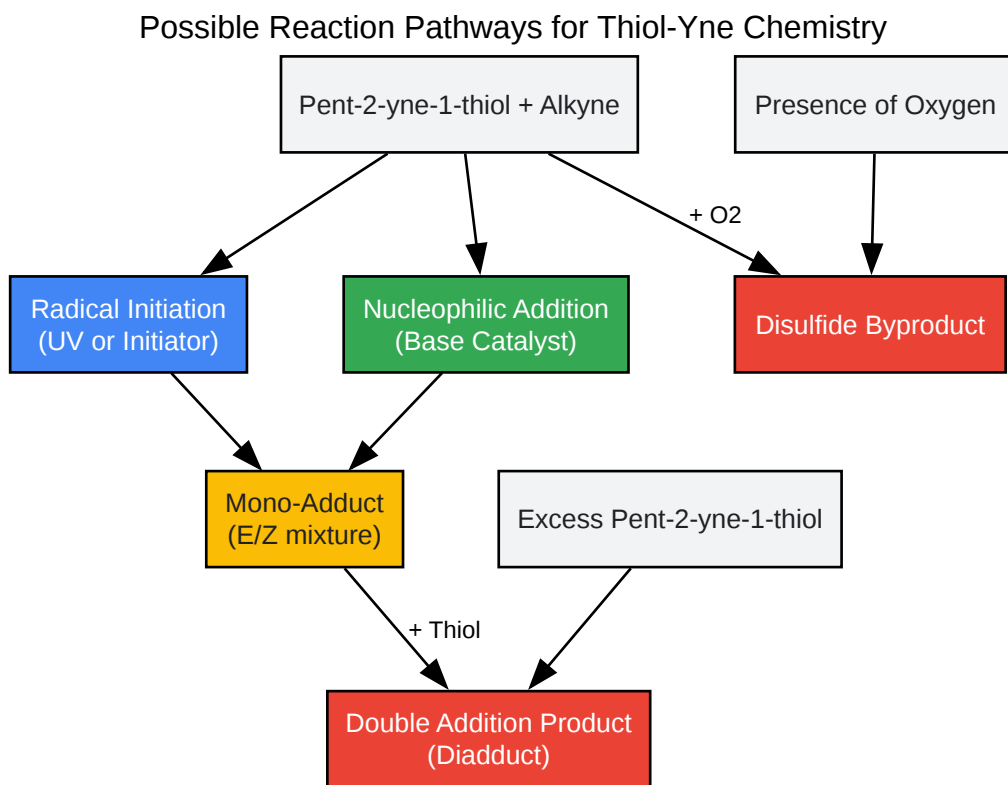 Possible Reaction Pathways for Thiol-Yne Chemistry
Pent-2-yne-1-thiol + Alkyne
Presence of Oxygen
+ O2
Radical Initiation
(UV or Initiator)
Nucleophilic Addition
(Base Catalyst)
Disulfide Byproduct
Mono-Adduct
(E/Z mixture)
Excess Pent-2-yne-1-thiol
+ Thiol
Double Addition Product
(Diadduct)